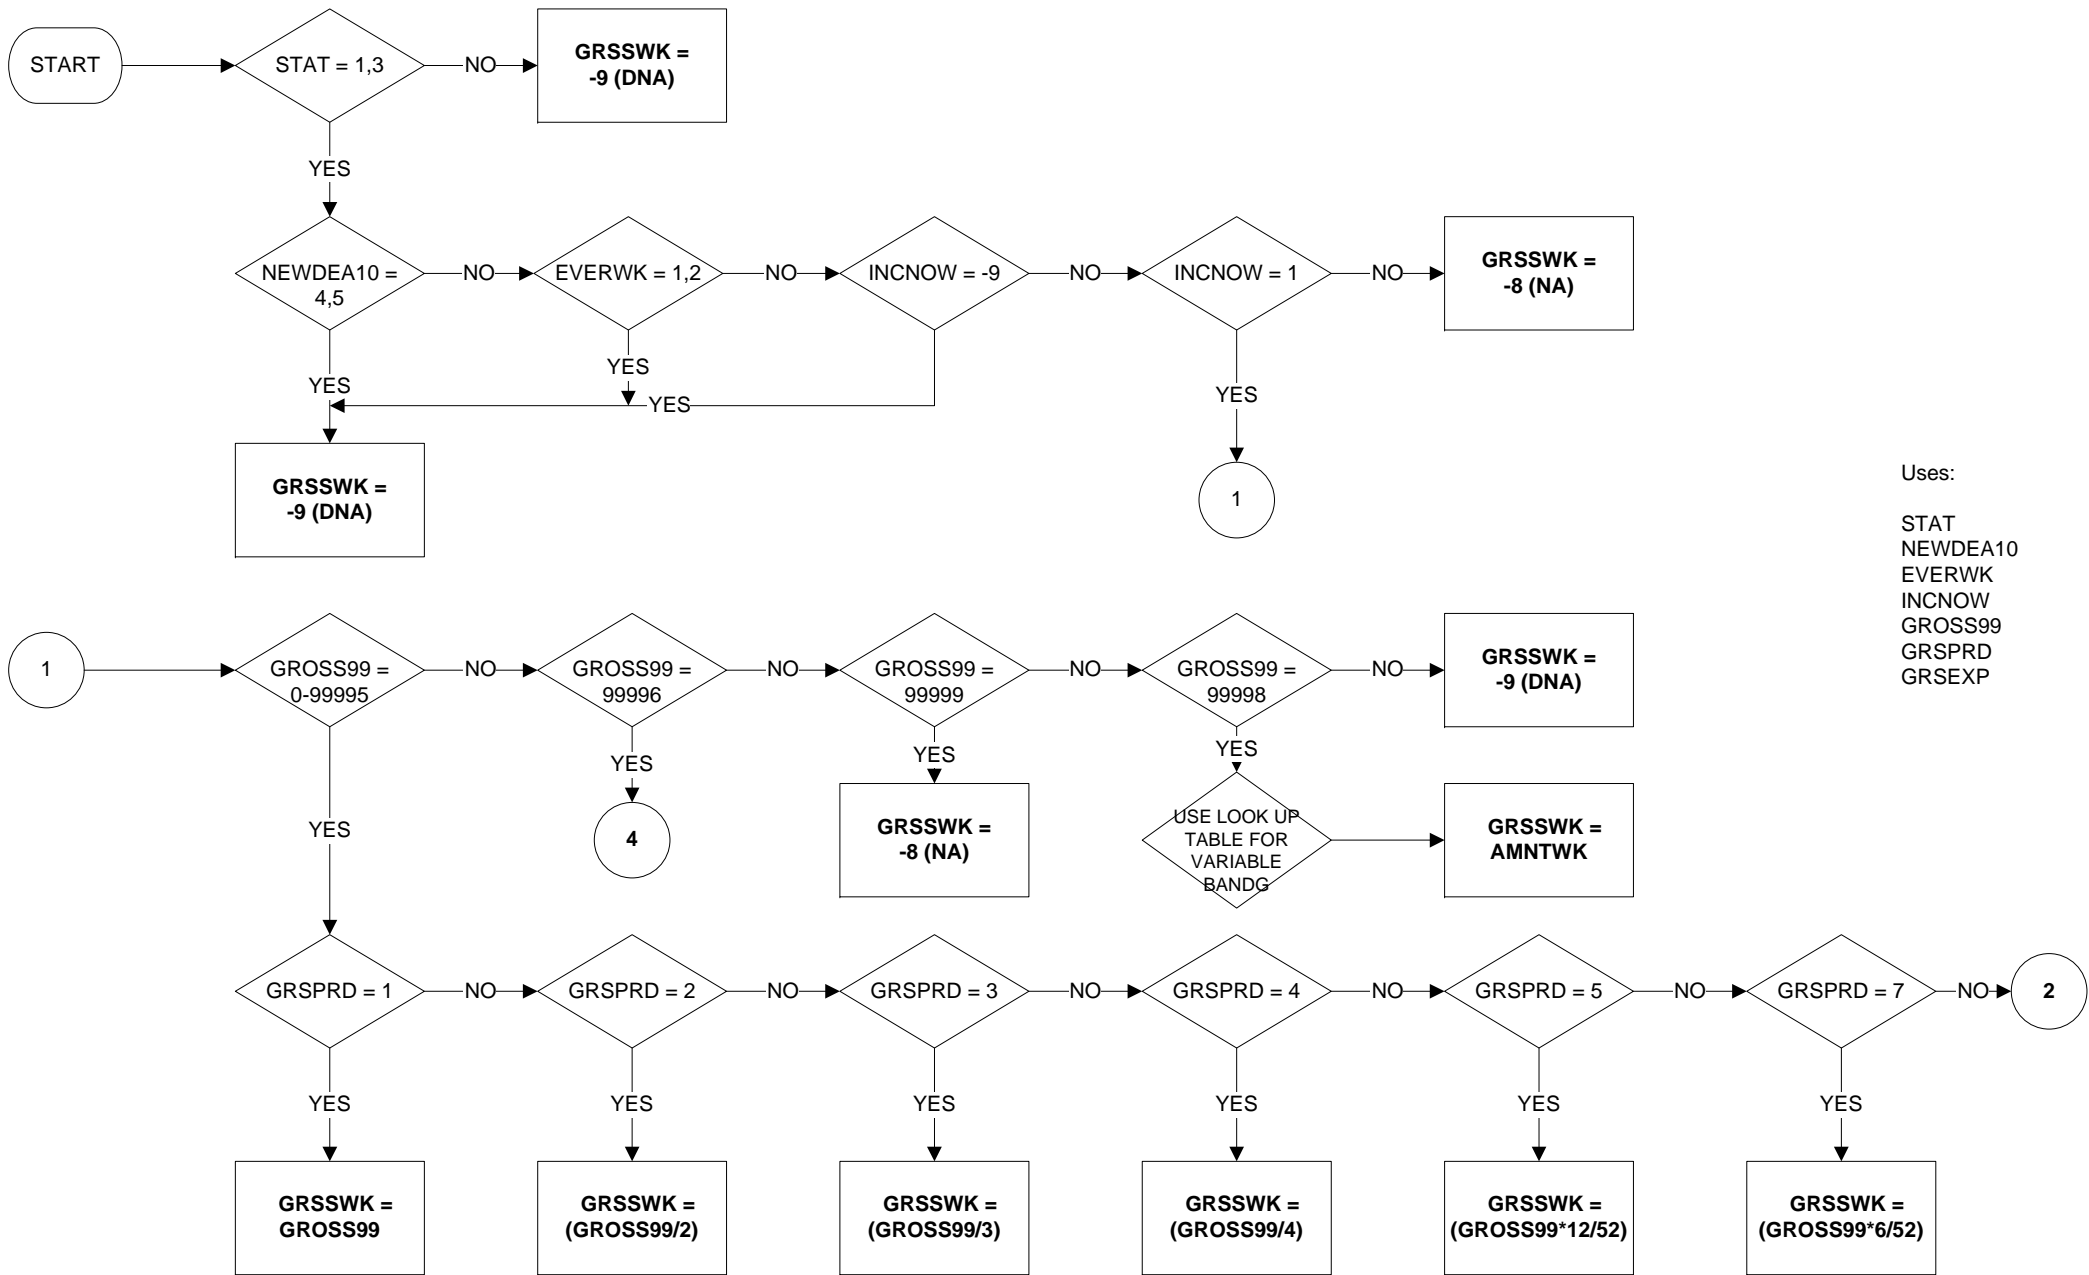 START
STAT = 1,3
NO
GRSSWK =
-9 (DNA)
YES
NEWDEA10 =
4,5
NO
EVERWK = 1,2
NO
INCNOW = -9
NO
INCNOW = 1
NO
GRSSWK =
-8 (NA)
YES
YES
YES
YES
GRSSWK =
-9 (DNA)
1
Uses:
STAT
NEWDEA10
EVERWK
INCNOW
GROSS99
GRSPRD
GRSEXP
1
GROSS99 =
0-99995
NO
GROSS99 =
99996
NO
GROSS99 =
99999
NO
GROSS99 =
99998
NO
GRSSWK =
-9 (DNA)
YES
YES
YES
YES
4
GRSSWK =
-8 (NA)
USE LOOK UP
TABLE FOR
VARIABLE
BANDG
GRSSWK =
AMNTWK
GRSPRD = 1
NO
GRSPRD = 2
NO
GRSPRD = 3
NO
GRSPRD = 4
NO
GRSPRD = 5
NO
GRSPRD = 7
NO
2
YES
YES
YES
YES
YES
YES
GRSSWK =
GROSS99
GRSSWK =
(GROSS99/2)
GRSSWK =
(GROSS99/3)
GRSSWK =
(GROSS99/4)
GRSSWK =
(GROSS99*12/52)
GRSSWK =
(GROSS99*6/52)